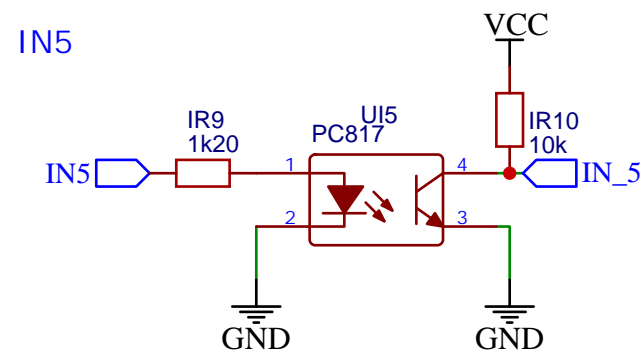 VCC
IN5
UI5
IR9
1k20
PC817
IR10
10k
1
4
IN5
IN_5
2
3
GND
GND